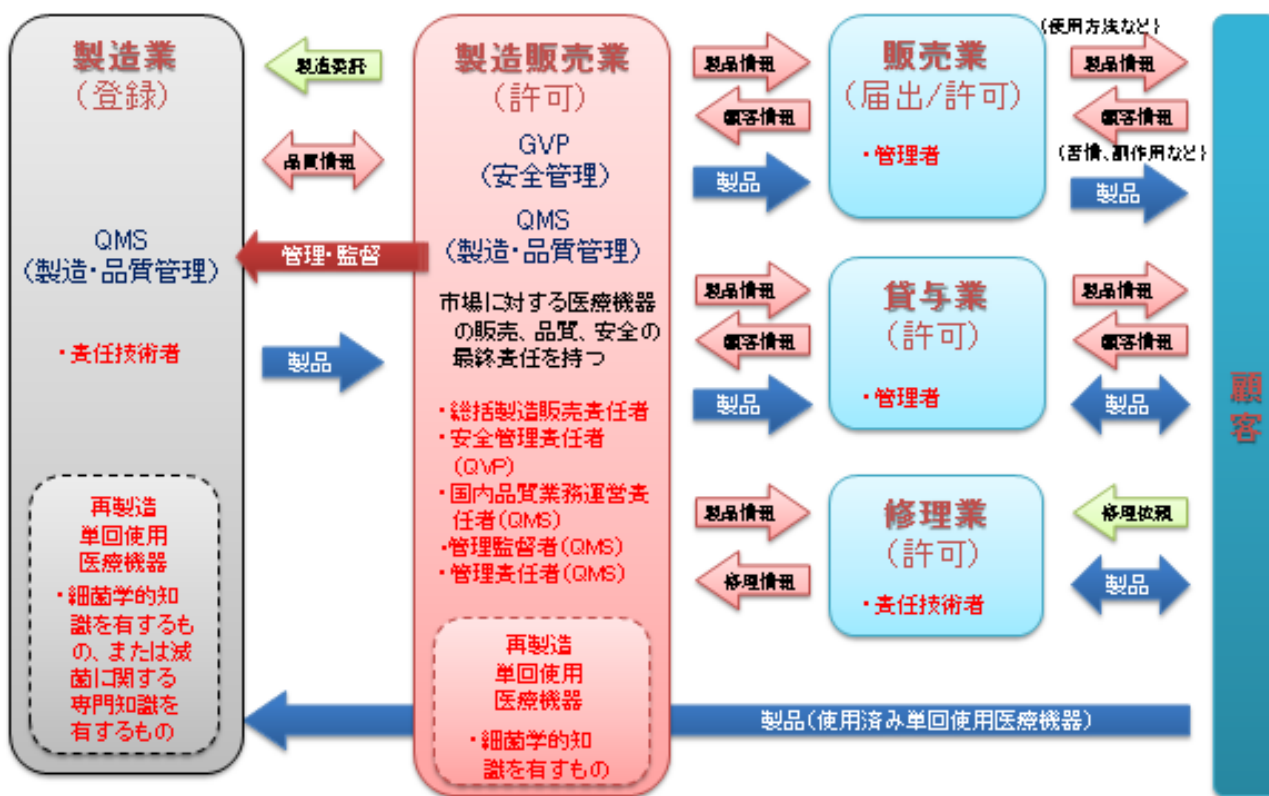 製造業
(登録)
QMS
(製造・品質管理)
・責任技術者
再製造
単回使用
医療機器
・細菌学的知
識を有するも
の、または滅
菌に関する
専門知識を
有するもの
製造委託
品質情報
管理・監督
製品
製造販売業
(許可)
GVP
(安全管理)
QMS
(製造・品質管理)
市場に対する医療機器
の販売、品質、安全の
最終責任を持つ
・総括製造販売責任者
・安全管理責任者
(QVP)
・国内品質業務運営責
任者(QMS)
・管理監督者(QMS)
・管理責任者(QMS)
再製造
単回使用
医療機器
・細菌学的知
識を有すもの
製品情報
顧客情報
製品
販売業
(届出/許可)
・管理者
(使用方法など)
製品情報
顧客情報
(苦情、副作用など)
製品
製品情報
顧客情報
製品
貸与業
(許可)
・管理者
製品情報
顧客情報
製品
製品情報
修理情報
修理業
(許可)
・責任技術者
修理依頼
製品
製品(使用済み単回使用医療機器)
顧客